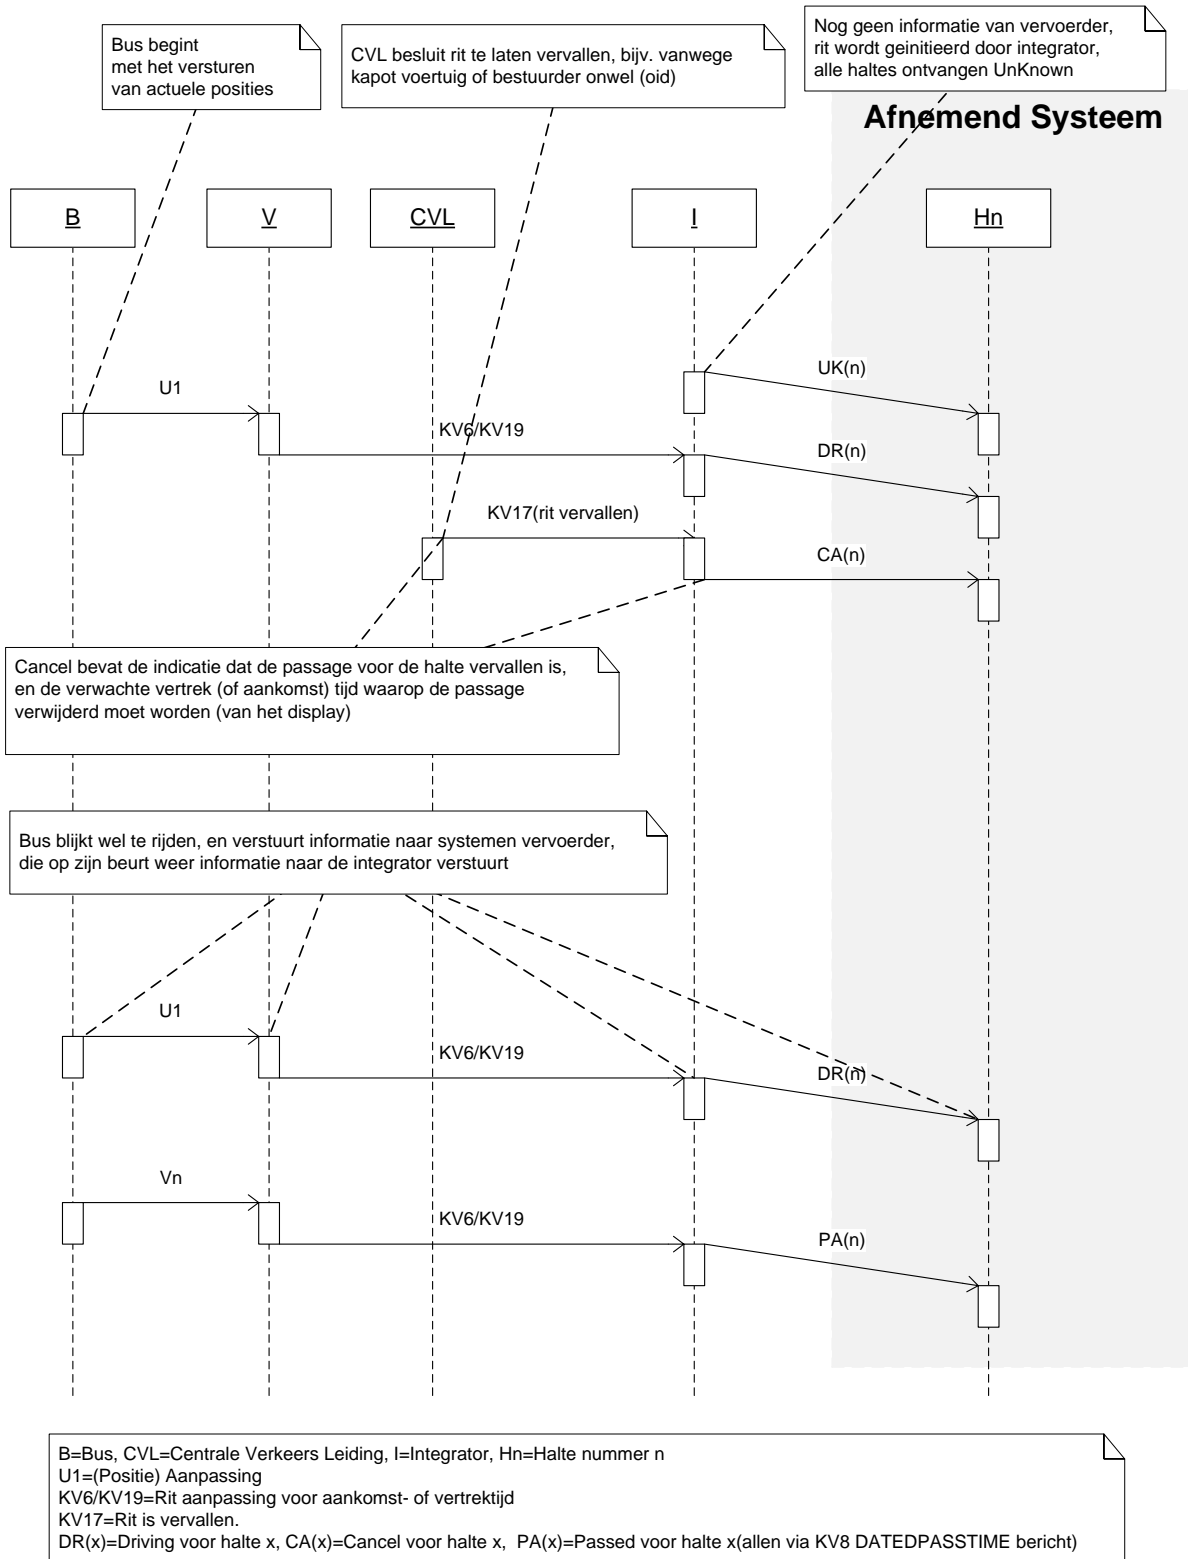 Bus begint
met het versturen
van actuele posities
CVL besluit rit te laten vervallen, bijv. vanwege
kapot voertuig of bestuurder onwel (oid)
Nog geen informatie van vervoerder,
rit wordt geinitieerd door integrator,
alle haltes ontvangen UnKnown
Afnemend Systeem
B
V
CVL
I
Hn
UK(n)
U1
KV6/KV19
DR(n)
KV17(rit vervallen)
CA(n)
Cancel bevat de indicatie dat de passage voor de halte vervallen is,
en de verwachte vertrek (of aankomst) tijd waarop de passage
verwijderd moet worden (van het display)
Bus blijkt wel te rijden, en verstuurt informatie naar systemen vervoerder,
die op zijn beurt weer informatie naar de integrator verstuurt
U1
KV6/KV19
DR(n)
Vn
KV6/KV19
PA(n)
B=Bus, CVL=Centrale Verkeers Leiding, I=Integrator, Hn=Halte nummer n
U1=(Positie) Aanpassing
KV6/KV19=Rit aanpassing voor aankomst- of vertrektijd
KV17=Rit is vervallen.
DR(x)=Driving voor halte x, CA(x)=Cancel voor halte x, PA(x)=Passed voor halte x(allen via KV8 DATEDPASSTIME bericht)